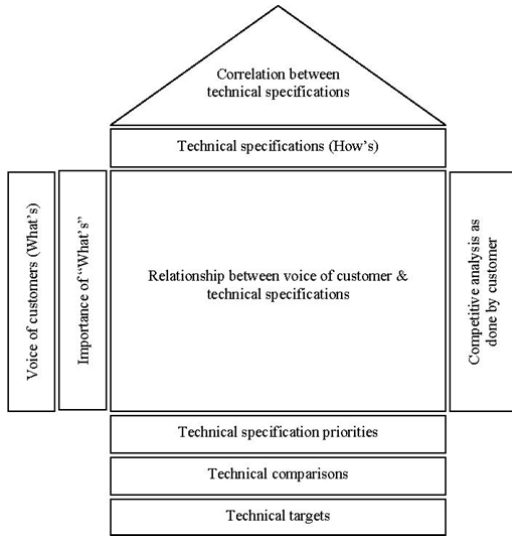 Correlation between
technical specifications
Technical specifications (How's)
Voice of customers (What's)
Importance of "What's"
Relationship between voice of customer &
technical specifications
Competitive analysis as
done by customer
Technical specification priorities
Technical comparisons
Technical targets